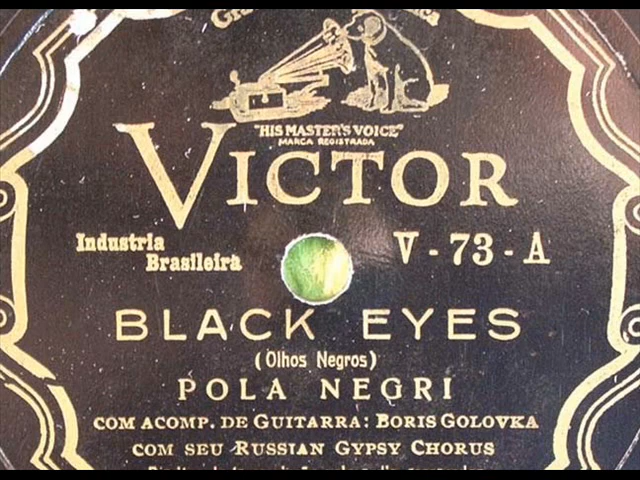 "HIS MASTER'S VOICE"
MARCA REGISTRADA
VICTOR
Industria
Brasileira
V-73-A
BLACK EYES
(Olhos Negros)
POLA NEGRI
COM ACOMP. DE GUITARRA: BORIS GOLOVKA
COM SEU RUSSIAN GYPSY CHORUS